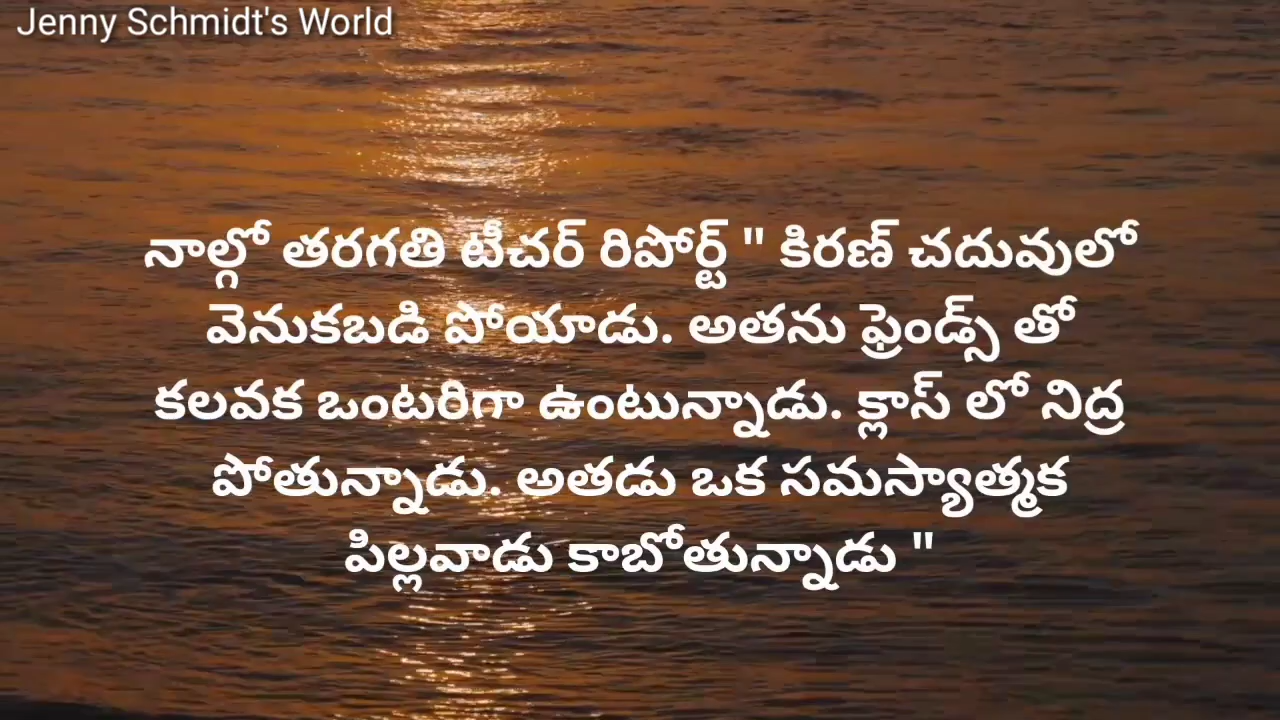 Jenny Schmidt's World
నాల్గో తరగతి టీచర్ రిపోర్ట్ " కిరణ్ చదువులో
వెనుకబడి పోయాడు. అతను ఫ్రెండ్స్ తో
కలవక ఒంటరిగా ఉంటున్నాడు. క్లాస్ లో నిద్ర
పోతున్నాడు. అతడు ఒక సమస్యాత్మక
పిల్లవాడు కాబోతున్నాడు "